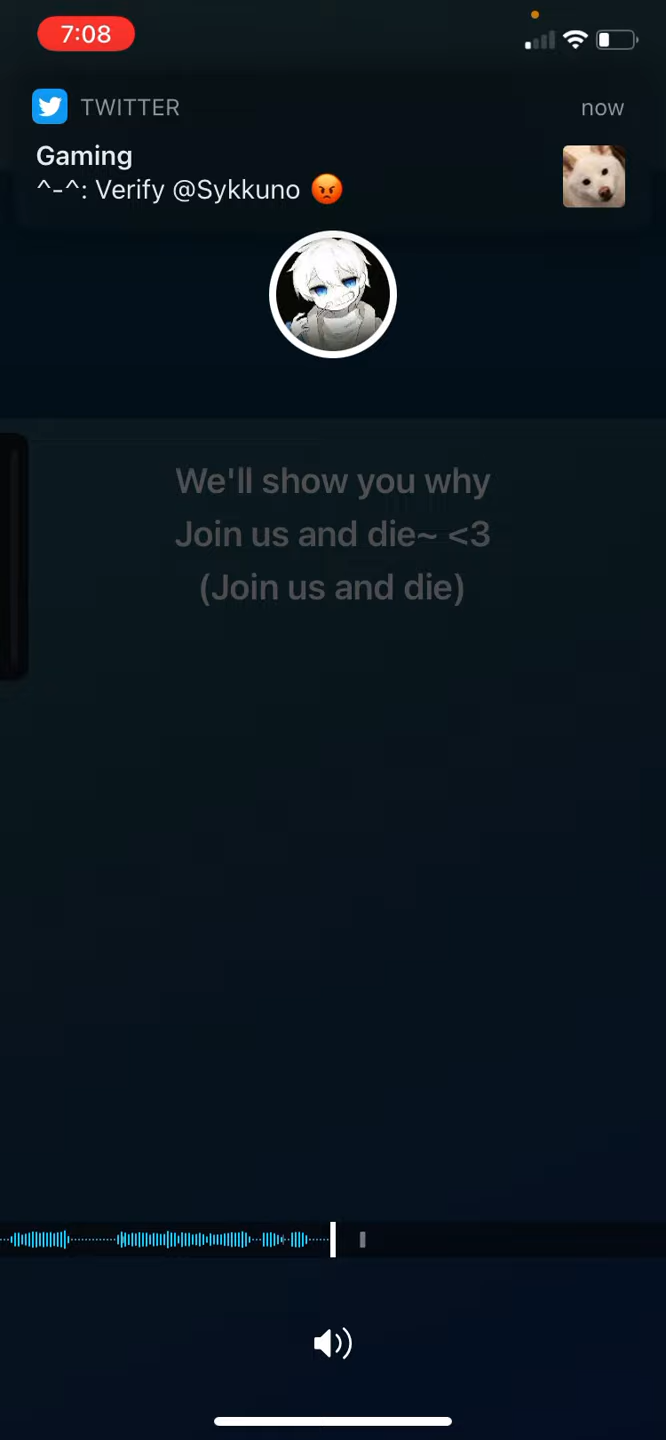 7:08
TWITTER
now
Gaming
^-^: Verify @Sykkuno 😡
We'll show you why
Join us and die~ <3
(Join us and die)